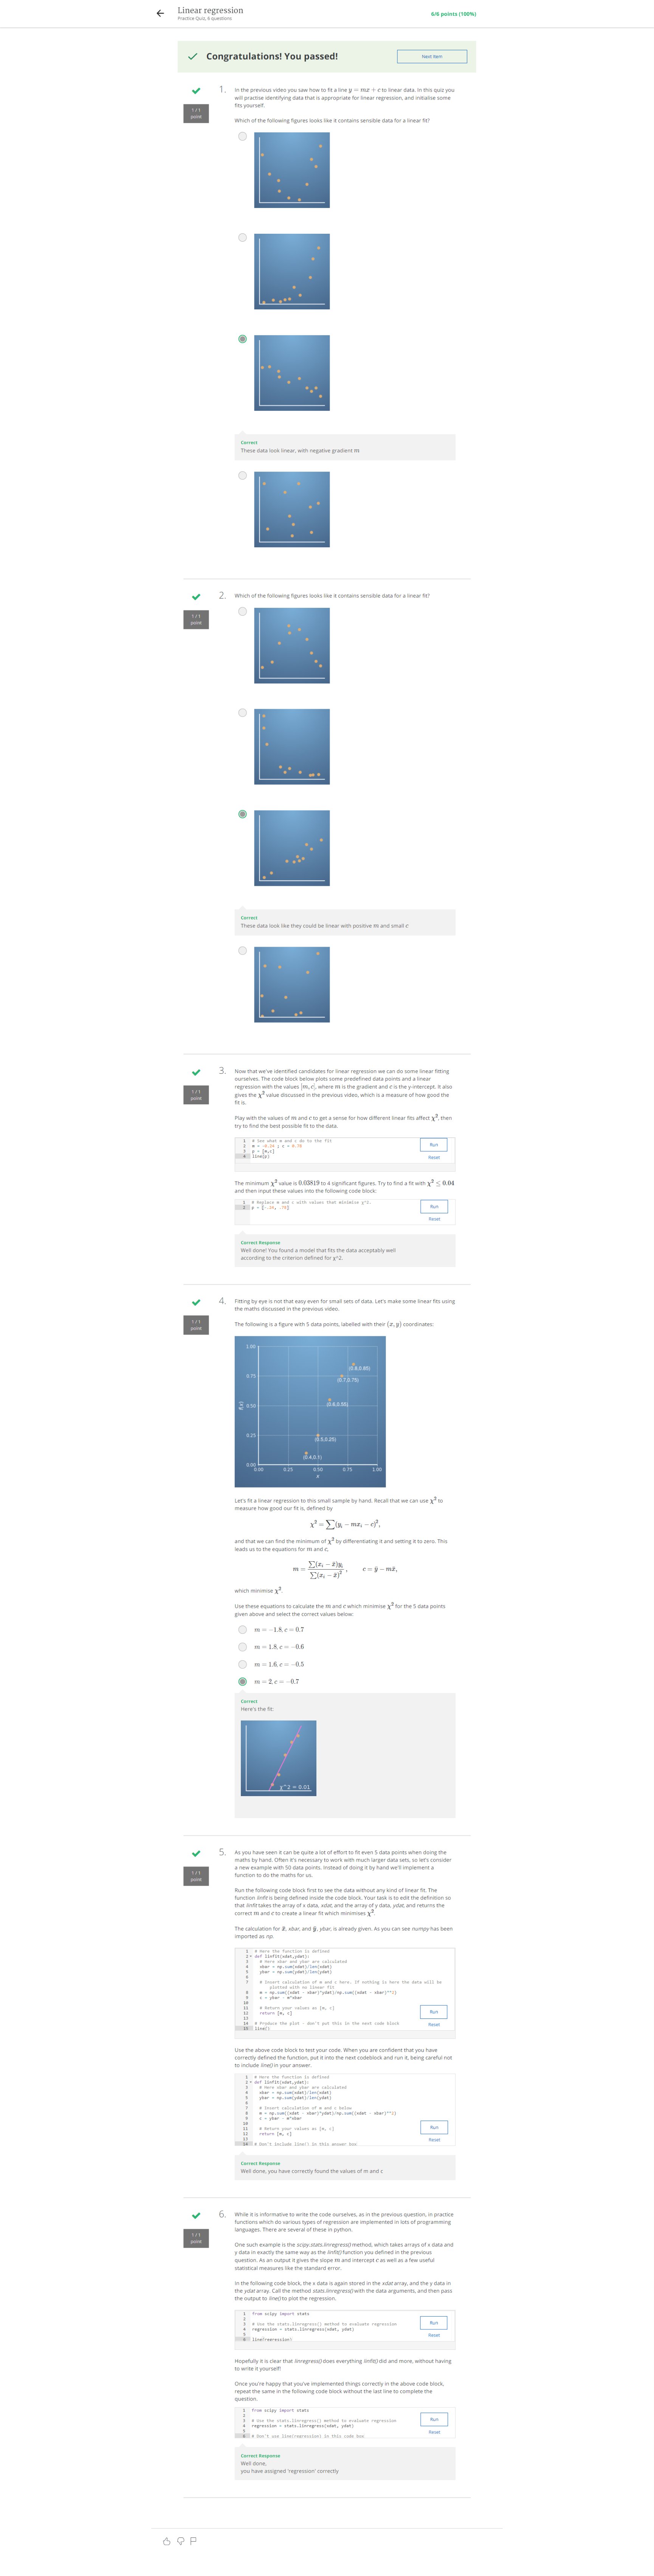 Linear regression
Practice Quiz, 6 questions
6/6 points (100%)
Congratulations! You passed!
Next Item
1 / 1
point
1.
In the previous video you saw how to fit a line y = mx + c to linear data. In this quiz you
will practise identifying data that is appropriate for linear regression, and initialise some
fits yourself.
Which of the following figures looks like it contains sensible data for a linear fit?
Correct
These data look linear, with negative gradient m
1 / 1
point
2.
Which of the following figures looks like it contains sensible data for a linear fit?
Correct
These data look like they could be linear with positive m and small c
1 / 1
point
3.
Now that we've identified candidates for linear regression we can do some linear fitting
ourselves. The code block below plots some predefined data points and a linear
regression with the values [m, c], where m is the gradient and c is the y-intercept. It also
gives the χ² value discussed in the previous video, which is a measure of how good the
fit is.
Play with the values of m and c to get a sense for how different linear fits affect χ², then
try to find the best possible fit to the data.
1 # See what m and c do to the fit
2
3 p = [m,c]
4 line(p)
Run
Reset
The minimum χ² value is 0.03819 to 4 significant figures. Try to find a fit with χ² ≤ 0.04
and then input these values into the following code block:
1 # Replace m and c with values that minimise χ^2.
2
Run
Reset
Correct Response
Well done! You found a model that fits the data acceptably well
according to the criterion defined for χ^2.
1 / 1
point
4.
Fitting by eye is not that easy even for small sets of data. Let's make some linear fits using
the maths discussed in the previous video.
The following is a figure with 5 data points, labelled with their (x, y) coordinates:
1.00
(0.8,0.85)
0.75
(0.7,0.75)
f(x)
0.50
(0.6,0.55)
0.25
(0.5,0.25)
(0.4,0.1)
0.00
0.00 0.25 0.50 0.75 1.00
x
Let's fit a linear regression to this small sample by hand. Recall that we can use χ² to
measure how good our fit is, defined by
χ² = ∑(yᵢ − mxᵢ − c)²,
and that we can find the minimum of χ² by differentiating it and setting it to zero. This
leads us to the equations for m and c,
m = ∑(xᵢ − x̄)yᵢ / ∑(xᵢ − x̄)², c = ȳ − mx̄,
which minimise χ².
Use these equations to calculate the m and c which minimise χ² for the 5 data points
given above and select the correct values below:
m = −1.8, c = 0.7
m = 1.8, c = −0.6
m = 1.6, c = −0.5
m = 2, c = −0.7
Correct
Here's the fit:
χ^2 = 0.01
1 / 1
point
5.
As you have seen it can be quite a lot of effort to fit even 5 data points when doing the
maths by hand. Often it's necessary to work with much larger data sets, so let's consider
a new example with 50 data points. Instead of doing it by hand we'll implement a
function to do the maths for us.
Run the following code block first to see the data without any kind of linear fit. The
function linfit is being defined inside the code block. Your task is to edit the definition so
that linfit takes the array of x data, xdat, and the array of y data, ydat, and returns the
correct m and c to create a linear fit which minimises χ².
The calculation for x̄, xbar, and ȳ, ybar, is already given. As you can see numpy has been
imported as np.
1 # Here the function is defined
2 def linfit(xdat,ydat):
3 # Here xbar and ybar are calculated
4 xbar = np.sum(xdat)/len(xdat)
5 ybar = np.sum(ydat)/len(ydat)
6
7 # Insert calculation of m and c here. If nothing is here the data will be
plotted with no linear fit
8 m = np.sum((xdat - xbar)*ydat)/np.sum((xdat - xbar)**2)
9 c = ybar - m*xbar
10
11 # Return your values as [m, c]
12 return [m, c]
13
14 # Produce the plot - don't put this in the next code block
15 line()
Run
Reset
Use the above code block to test your code. When you are confident that you have
correctly defined the function, put it into the next codeblock and run it, being careful not
to include line() in your answer.
1 # Here the function is defined
2 def linfit(xdat,ydat):
3 # Here xbar and ybar are calculated
4 xbar = np.sum(xdat)/len(xdat)
5 ybar = np.sum(ydat)/len(ydat)
6
7 # Insert calculation of m and c below
8 m = np.sum((xdat - xbar)*ydat)/np.sum((xdat - xbar)**2)
9 c = ybar - m*xbar
10
11 # Return your values as [m, c]
12 return [m, c]
13
14 # Don't include line() in this answer box
Run
Reset
Correct Response
Well done, you have correctly found the values of m and c
1 / 1
point
6.
While it is informative to write the code ourselves, as in the previous question, in practice
functions which do various types of regression are implemented in lots of programming
languages. There are several of these in python.
One such example is the scipy.stats.linregress() method, which takes arrays of x data and
y data in exactly the same way as the linfit() function you defined in the previous
question. As an output it gives the slope m and intercept c as well as a few useful
statistical measures like the standard error.
In the following code block, the x data is again stored in the xdat array, and the y data in
the ydat array. Call the method stats.linregress() with the data arguments, and then pass
the output to line() to plot the regression.
1 from scipy import stats
2
3 # Use the stats.linregress() method to evaluate regression
4 regression = stats.linregress(xdat, ydat)
5
6 line(regression)
Run
Reset
Hopefully it is clear that linregress() does everything linfit() did and more, without having
to write it yourself!
Once you're happy that you've implemented things correctly in the above code block,
repeat the same in the following code block without the last line to complete the
question.
1 from scipy import stats
2
3 # Use the stats.linregress() method to evaluate regression
4 regression = stats.linregress(xdat, ydat)
5
6 # Don't use line(regression) in this code box
Run
Reset
Correct Response
Well done,
you have assigned 'regression' correctly